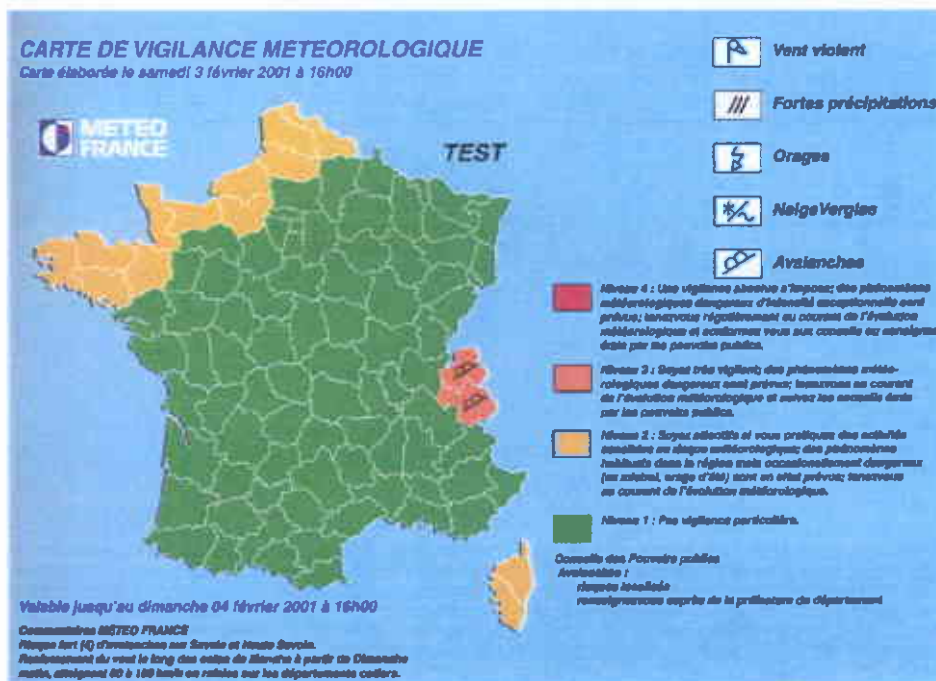 CARTE DE VIGILANCE METEOROLOGIQUE
Carte élaborée le samedi 3 février 2001 à 16h00
METEO
FRANCE
TEST
Vent violent
Fortes précipitations
Orages
Neige Verglas
Avalanches
Niveau 4 : Une vigilance absolue s'impose; des phénomènes
météorologiques dangereux d'intensité exceptionnelle sont
prévus; tenez-vous régulièrement au courant de l'évolution
météorologique et conformez vous aux conseils ou consignes
émis par les pouvoirs publics.
Niveau 3 : Soyez très vigilent; des phénomènes météo-
rologiques dangereux sont prévus; tenez-vous au courant
de l'évolution météorologique et suivez les conseils émis
par les pouvoirs publics.
Niveau 2 : Soyez attentifs si vous pratiquez des activités
sensibles au risque météorologique; des phénomènes
habituels dans la région mais occasionnellement dangereux
(ex mistral, orage d'été) sont en effet prévus; tenez-vous
au courant de l'évolution météorologique.
Niveau 1 : Pas vigilance particulière.
Conseils des Pouvoirs publics
Avalanches :
risques localisés
renseignez-vous auprès de la préfecture du département
Valable jusqu'au dimanche 04 février 2001 à 16h00
Commentaires MÉTEO FRANCE
Risque fort (4) d'avalanches sur Savoie et Haute Savoie.
Renforcement du vent le long des cotes de Manche à partir de Dimanche
matin, atteignant à km/h en rafales sur les départements cotiers.